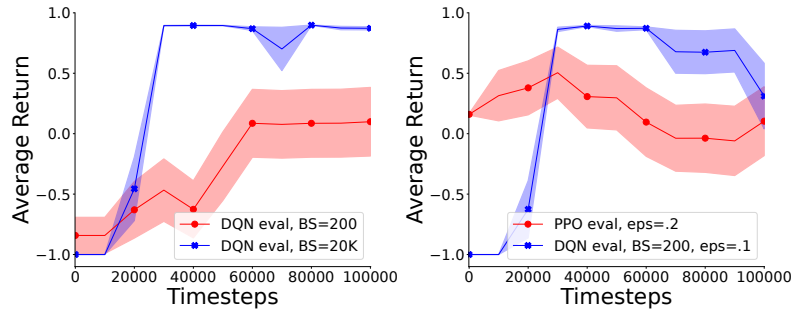 1.0
0.5
0.0
−0.5
−1.0
Average Return
DQN eval, BS=200
DQN eval, BS=20K
0 20000 40000 60000 80000 100000
Timesteps
1.0
0.5
0.0
−0.5
−1.0
Average Return
PPO eval, eps=.2
DQN eval, BS=200, eps=.1
0 20000 40000 60000 80000 100000
Timesteps